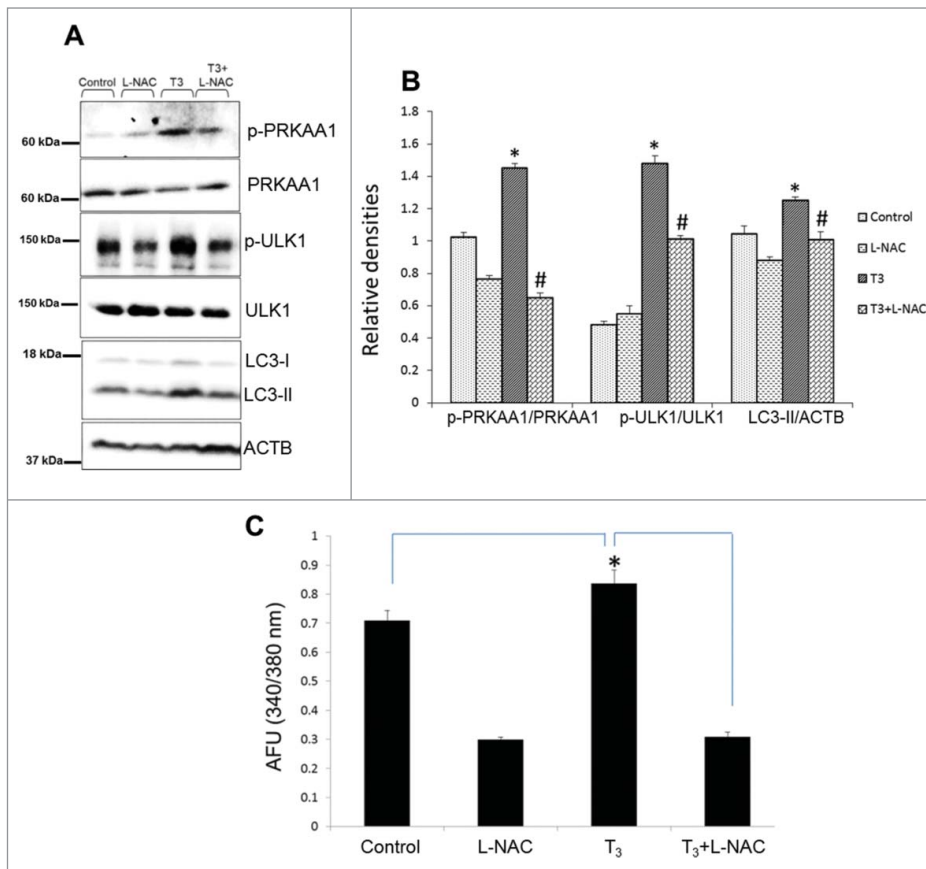 A
Control L-NAC T3 T3+
L-NAC
p-PRKAA1
60 kDa
PRKAA1
60 kDa
150 kDa
p-ULK1
150 kDa
ULK1
18 kDa
LC3-I
LC3-II
ACTB
37 kDa
B
Relative densities
1.8
1.6
1.4
1.2
1
0.8
0.6
0.4
0.2
0
* # * # * #
p-PRKAA1/PRKAA1 p-ULK1/ULK1 LC3-II/ACTB
Control
L-NAC
T3
T3+L-NAC
C
AFU (340/380 nm)
1
0.9
0.8
0.7
0.6
0.5
0.4
0.3
0.2
0.1
0
*
Control L-NAC T₃ T₃+L-NAC